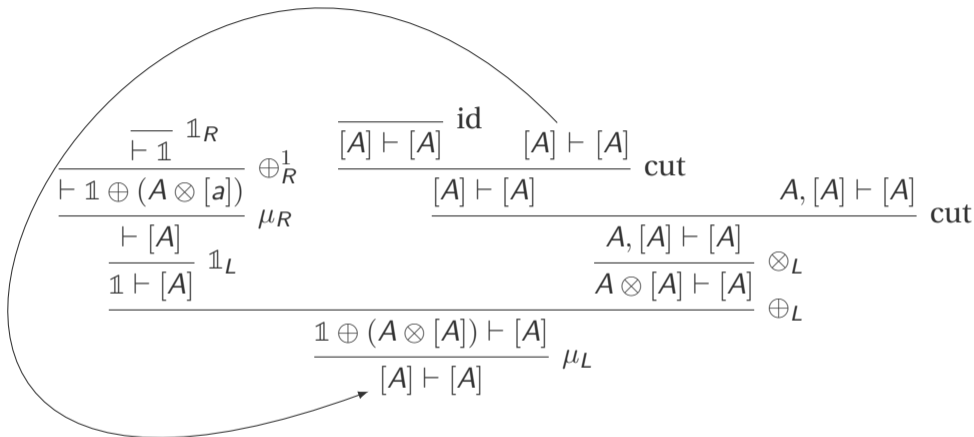 𝟙_R
⊢ 𝟙
⊕¹_R
⊢ 𝟙 ⊕ (A ⊗ [a])
μ_R
⊢ [A]
𝟙_L
𝟙 ⊢ [A]
id
[A] ⊢ [A] [A] ⊢ [A]
cut
[A] ⊢ [A] A, [A] ⊢ [A]
cut
A, [A] ⊢ [A]
⊗_L
A ⊗ [A] ⊢ [A]
⊕_L
𝟙 ⊕ (A ⊗ [A]) ⊢ [A]
μ_L
[A] ⊢ [A]